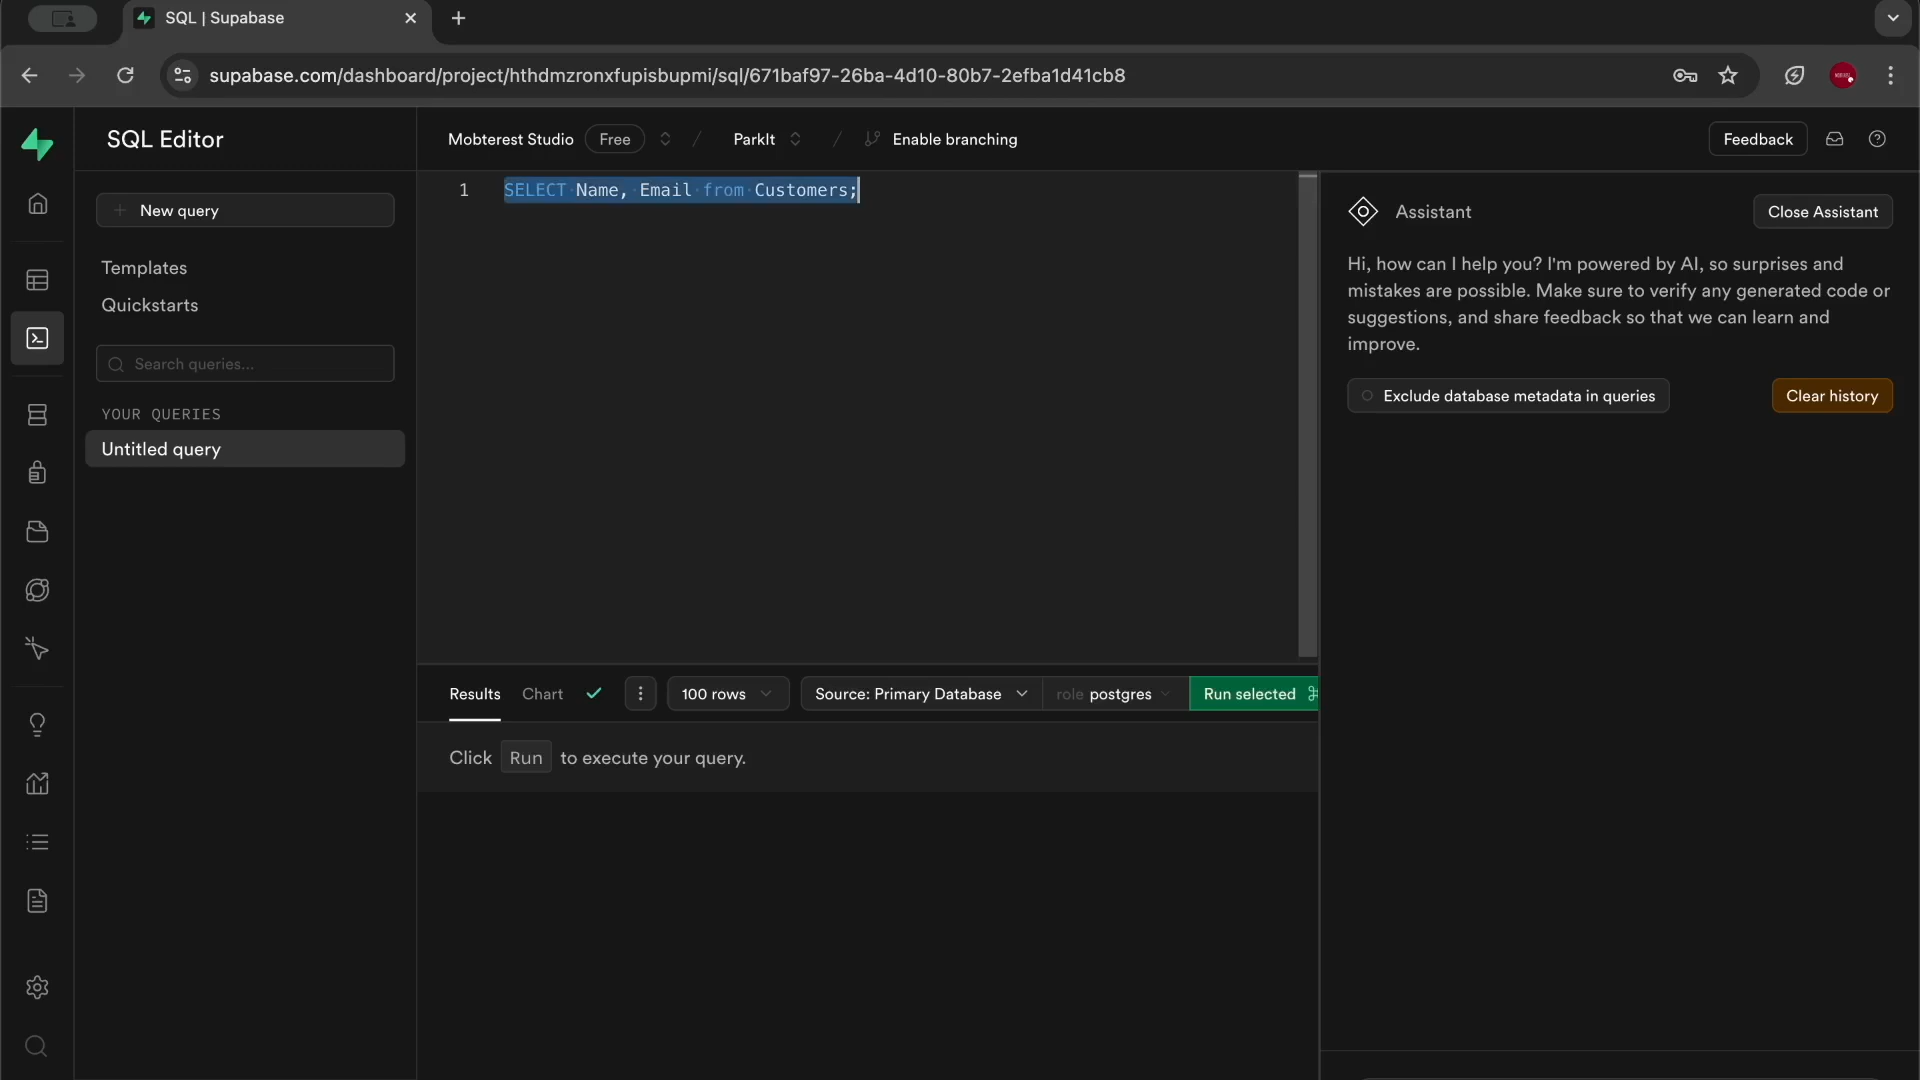 SQL | Supabase
supabase.com/dashboard/project/hthdmzronxfupisbupmi/sql/671baf97-26ba-4d10-80b7-2efba1d41cb8
SQL Editor
Mobterest Studio Free / ParkIt / Enable branching
Feedback
New query
Templates
Quickstarts
Search queries...
YOUR QUERIES
Untitled query
1 SELECT Name, Email from Customers;
Results Chart 100 rows Source: Primary Database role postgres Run selected ⌘
Click Run to execute your query.
Assistant
Close Assistant
Hi, how can I help you? I'm powered by AI, so surprises and
mistakes are possible. Make sure to verify any generated code or
suggestions, and share feedback so that we can learn and
improve.
Exclude database metadata in queries
Clear history